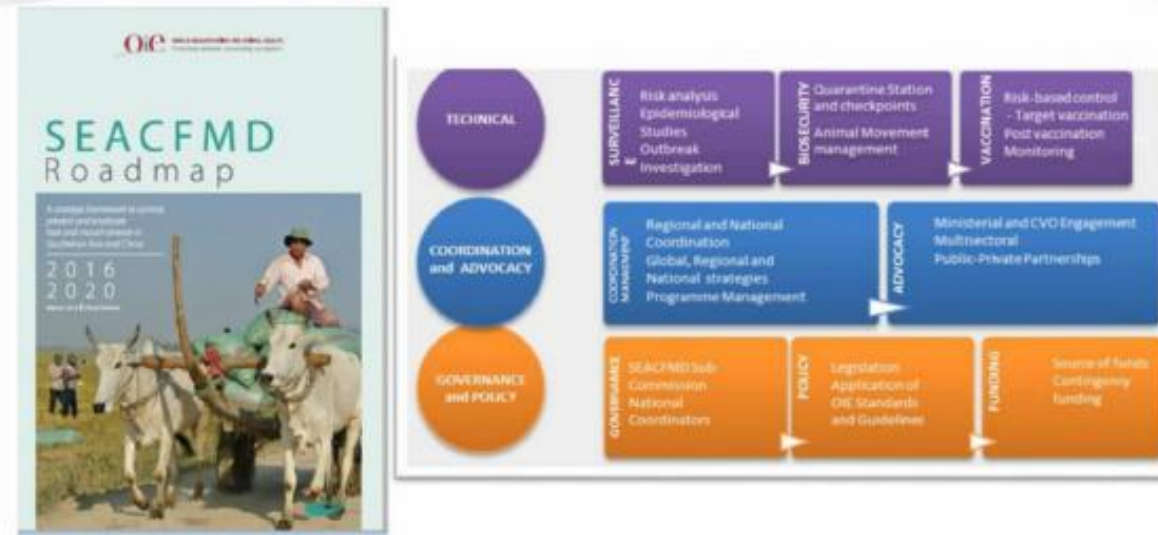 OiE
SEACFMD
Roadmap
2016
2020
TECHNICAL
SURVEILLANC
E
Risk analysis
Epidemiological
Studies
Outbreak
Investigation
BIOSECURITY
Quarantine Station
and checkpoints
Animal Movement
management
VACCINATION
Risk-based control
- Target vaccination
Post vaccination
Monitoring
COORDINATION
and ADVOCACY
COORDINATION
Regional and National
Coordination
Global, Regional and
National strategies
Programme Management
ADVOCACY
Ministerial and CVO Engagement
Multisectoral
Public-Private Partnerships
GOVERNANCE
and POLICY
GOVERNANCE
SEACFMD Sub
Commission
National
Coordinators
POLICY
Legislation
Application of
OIE Standards
and Guidelines
FUNDING
Source of funds
Contingency
funding